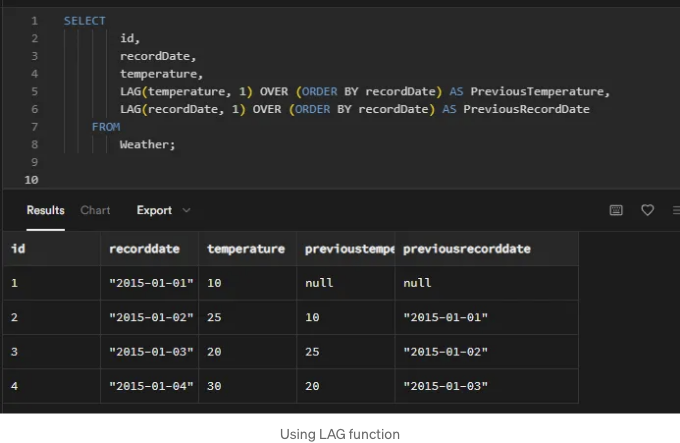 1 SELECT
2 id,
3 recordDate,
4 temperature,
5 LAG(temperature, 1) OVER (ORDER BY recordDate) AS PreviousTemperature,
6 LAG(recordDate, 1) OVER (ORDER BY recordDate) AS PreviousRecordDate
7 FROM
8 Weather;
9
10
Results Chart Export
id recorddate temperature previoustempe previousrecorddate
1 "2015-01-01" 10 null null
2 "2015-01-02" 25 10 "2015-01-01"
3 "2015-01-03" 20 25 "2015-01-02"
4 "2015-01-04" 30 20 "2015-01-03"
Using LAG function